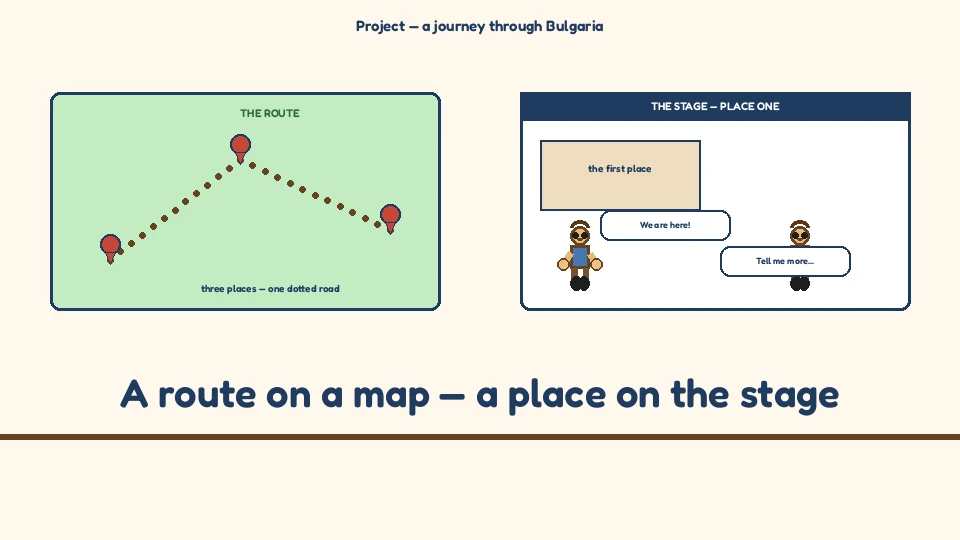 Project — a journey through Bulgaria
THE ROUTE
three places — one dotted road
THE STAGE — PLACE ONE
the first place
We are here!
Tell me more...
A route on a map — a place on the stage